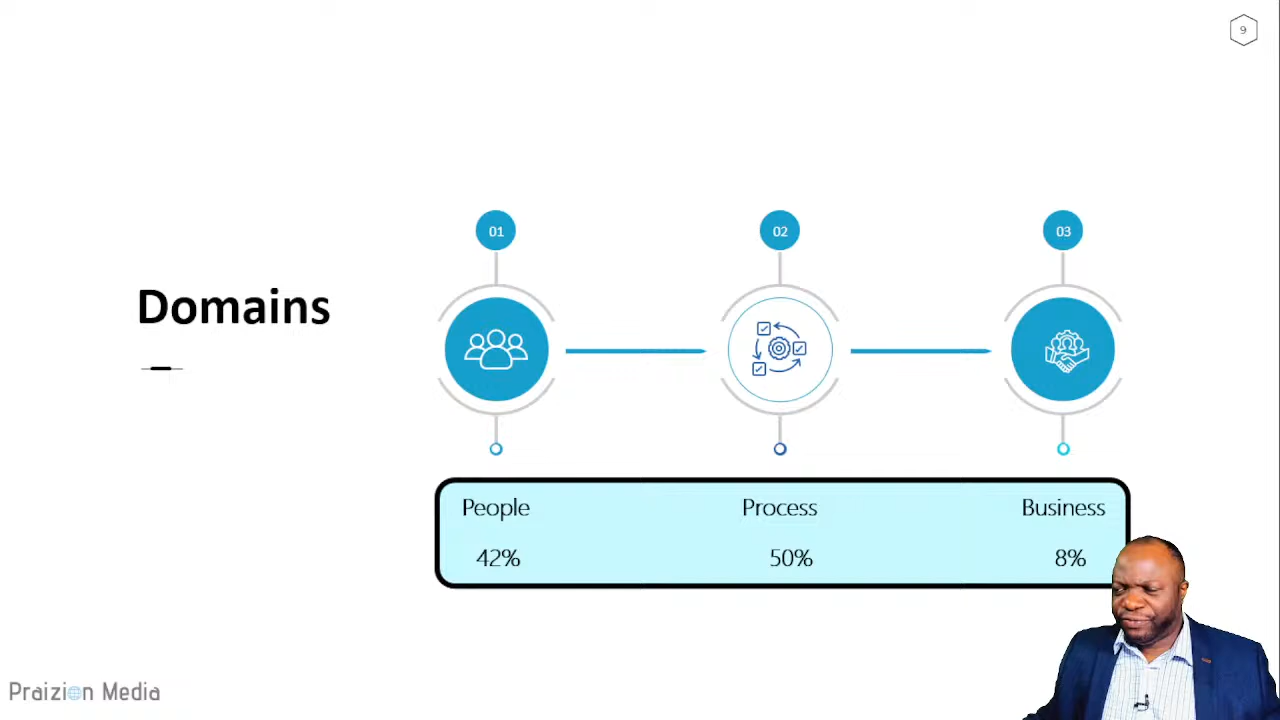 9
01 02 03
Domains
People Process Business
42% 50% 8%
Praizion Media